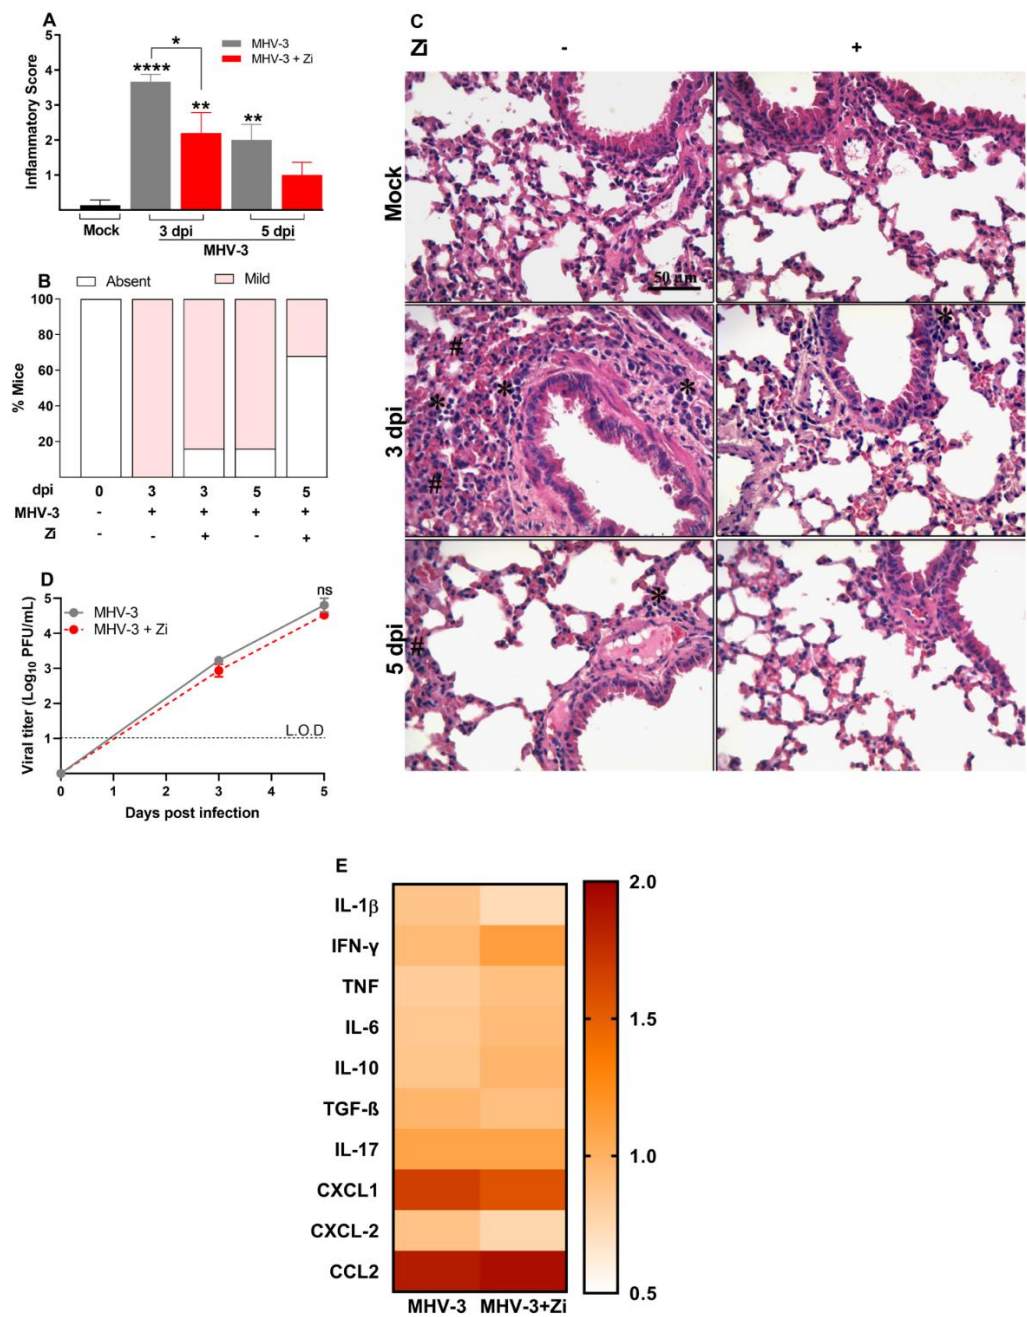 A
Inflammatory Score
5
4
3
2
1
****
*
**
**
MHV-3
MHV-3 + Zi
Mock
3 dpi
5 dpi
MHV-3
B
Absent
Mild
% Mice
100
80
60
40
20
dpi 0 3 3 5 5
MHV-3 - + + + +
Zi - - + - +
C
Zi - +
Mock
50 µm
3 dpi
#
*
*
*
#
*
5 dpi
*
#
D
Viral titer (Log₁₀ PFU/mL)
5
4
3
2
1
MHV-3
MHV-3 + Zi
ns
L.O.D
0 1 2 3 4 5
Days post infection
E
IL-1β
IFN-γ
TNF
IL-6
IL-10
TGF-ß
IL-17
CXCL1
CXCL-2
CCL2
MHV-3 MHV-3+Zi
2.0
1.5
1.0
0.5